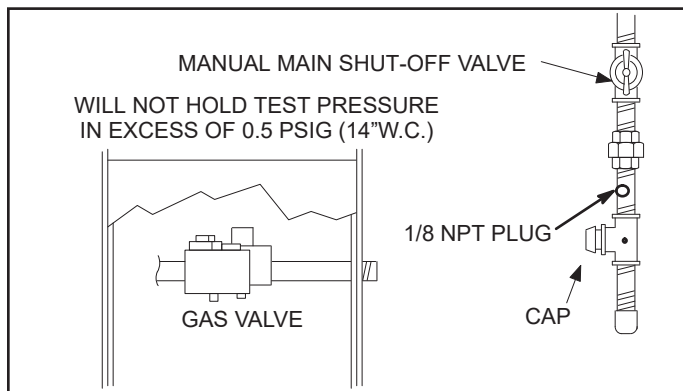 MANUAL MAIN SHUT-OFF VALVE
WILL NOT HOLD TEST PRESSURE
IN EXCESS OF 0.5 PSIG (14”W.C.)
1/8 NPT PLUG
GAS VALVE
CAP